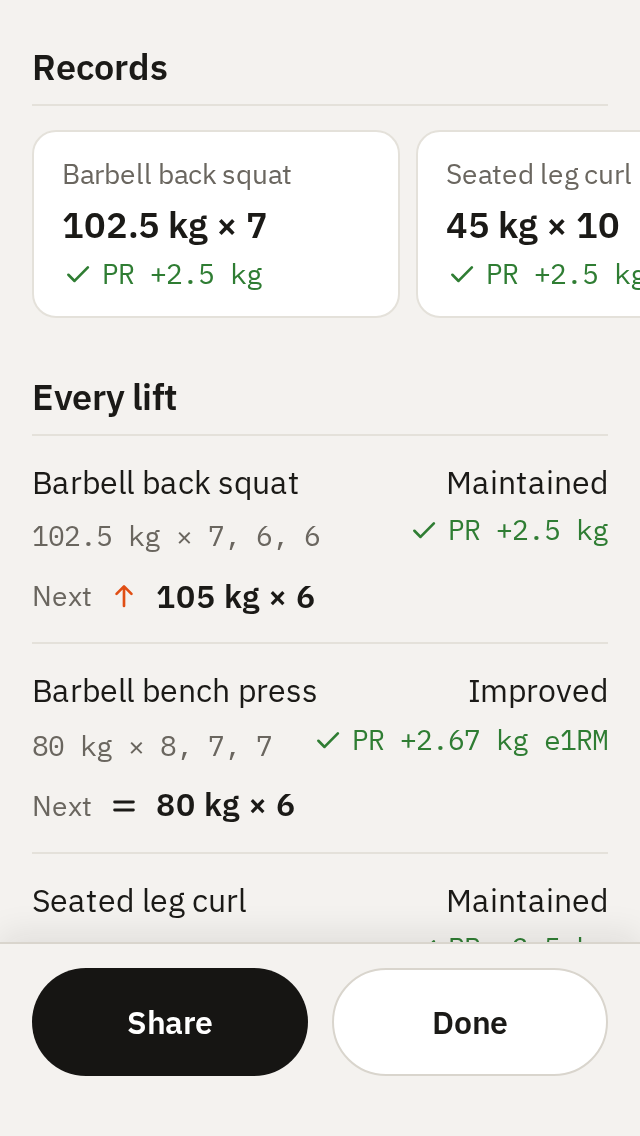 Records
Barbell back squat
102.5 kg × 7
✓ PR +2.5 kg
Seated leg curl
45 kg × 10
✓ PR +2.5 kg
Every lift
Barbell back squat Maintained
102.5 kg × 7, 6, 6 ✓ PR +2.5 kg
Next ↑ 105 kg × 6
Barbell bench press Improved
80 kg × 8, 7, 7 ✓ PR +2.67 kg e1RM
Next = 80 kg × 6
Seated leg curl Maintained
Share Done